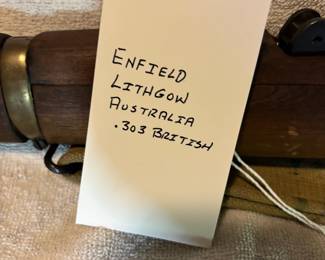 ENFIELD
LITHGOW
AUSTRALIA
.303 BRITISH